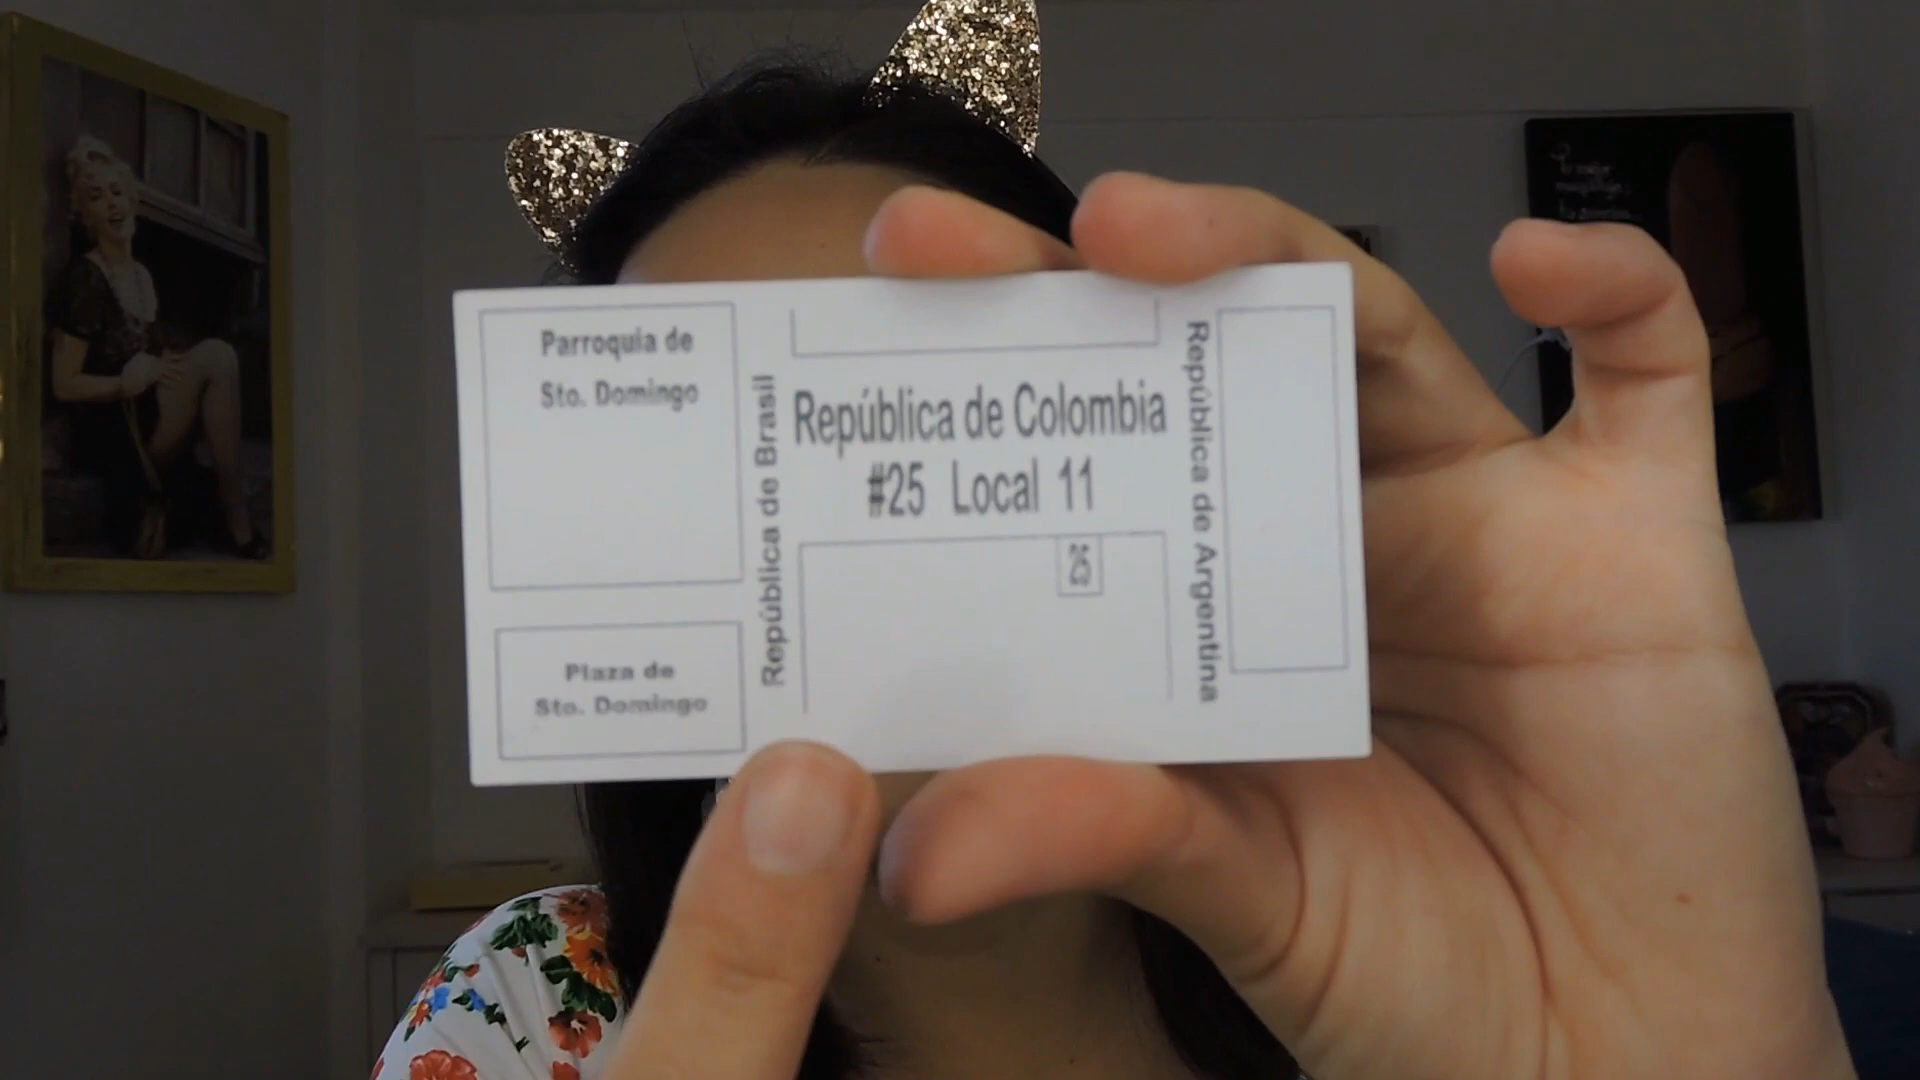 Parroquia de
Sto. Domingo
Plaza de
Sto. Domingo
República de Brasil
República de Colombia
#25 Local 11
25
República de Argentina